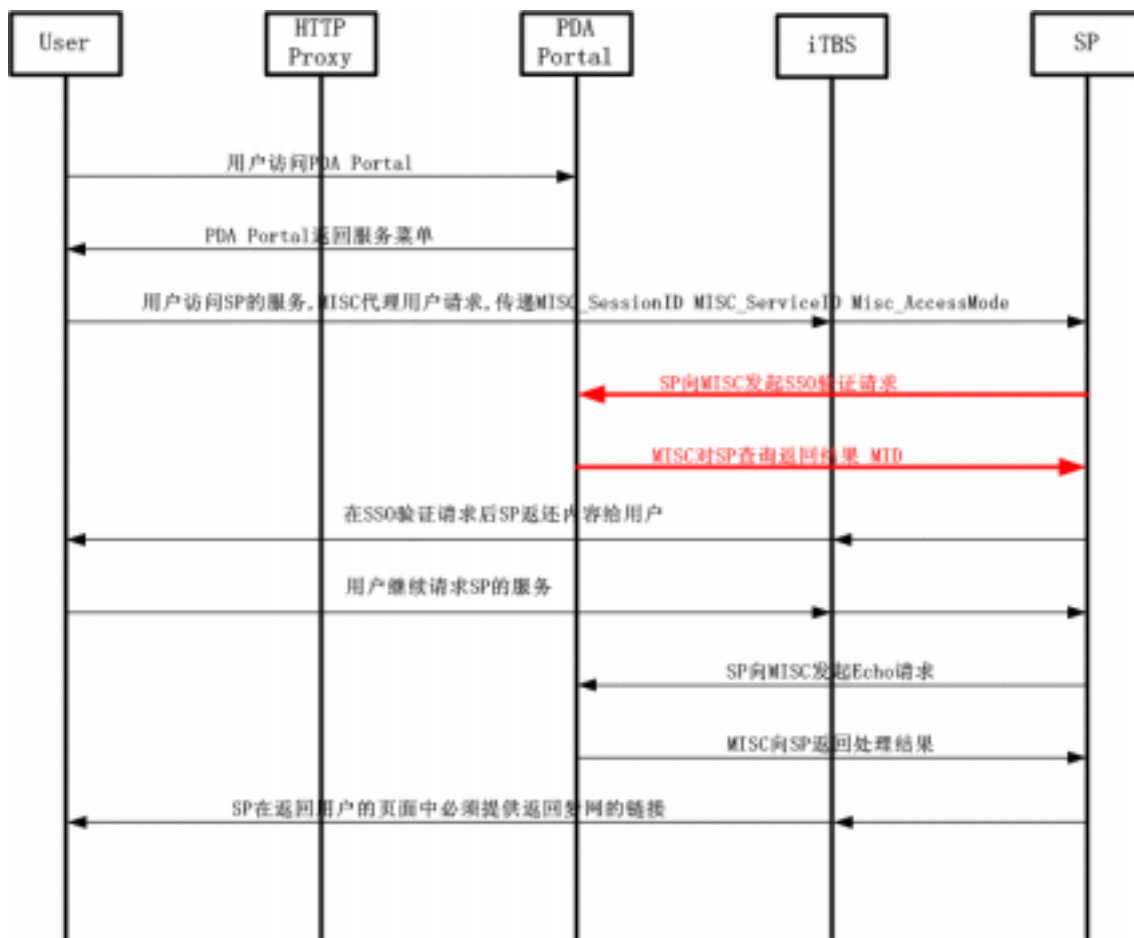 User
HTTP
Proxy
PDA
Portal
iTBS
SP
用户访问PDA Portal
PDA Portal返回服务菜单
用户访问SP的服务,MISC代理用户请求,传递MISC_SessionID MISC_ServiceID Misc_AccessMode
SP向MISC发起SSO验证请求
MISC对SP查询返回结果 MID
在SSO验证请求后SP返还内容给用户
用户继续请求SP的服务
SP向MISC发起Echo请求
MISC向SP返回处理结果
SP在返回用户的页面中必须提供返回梦网的链接